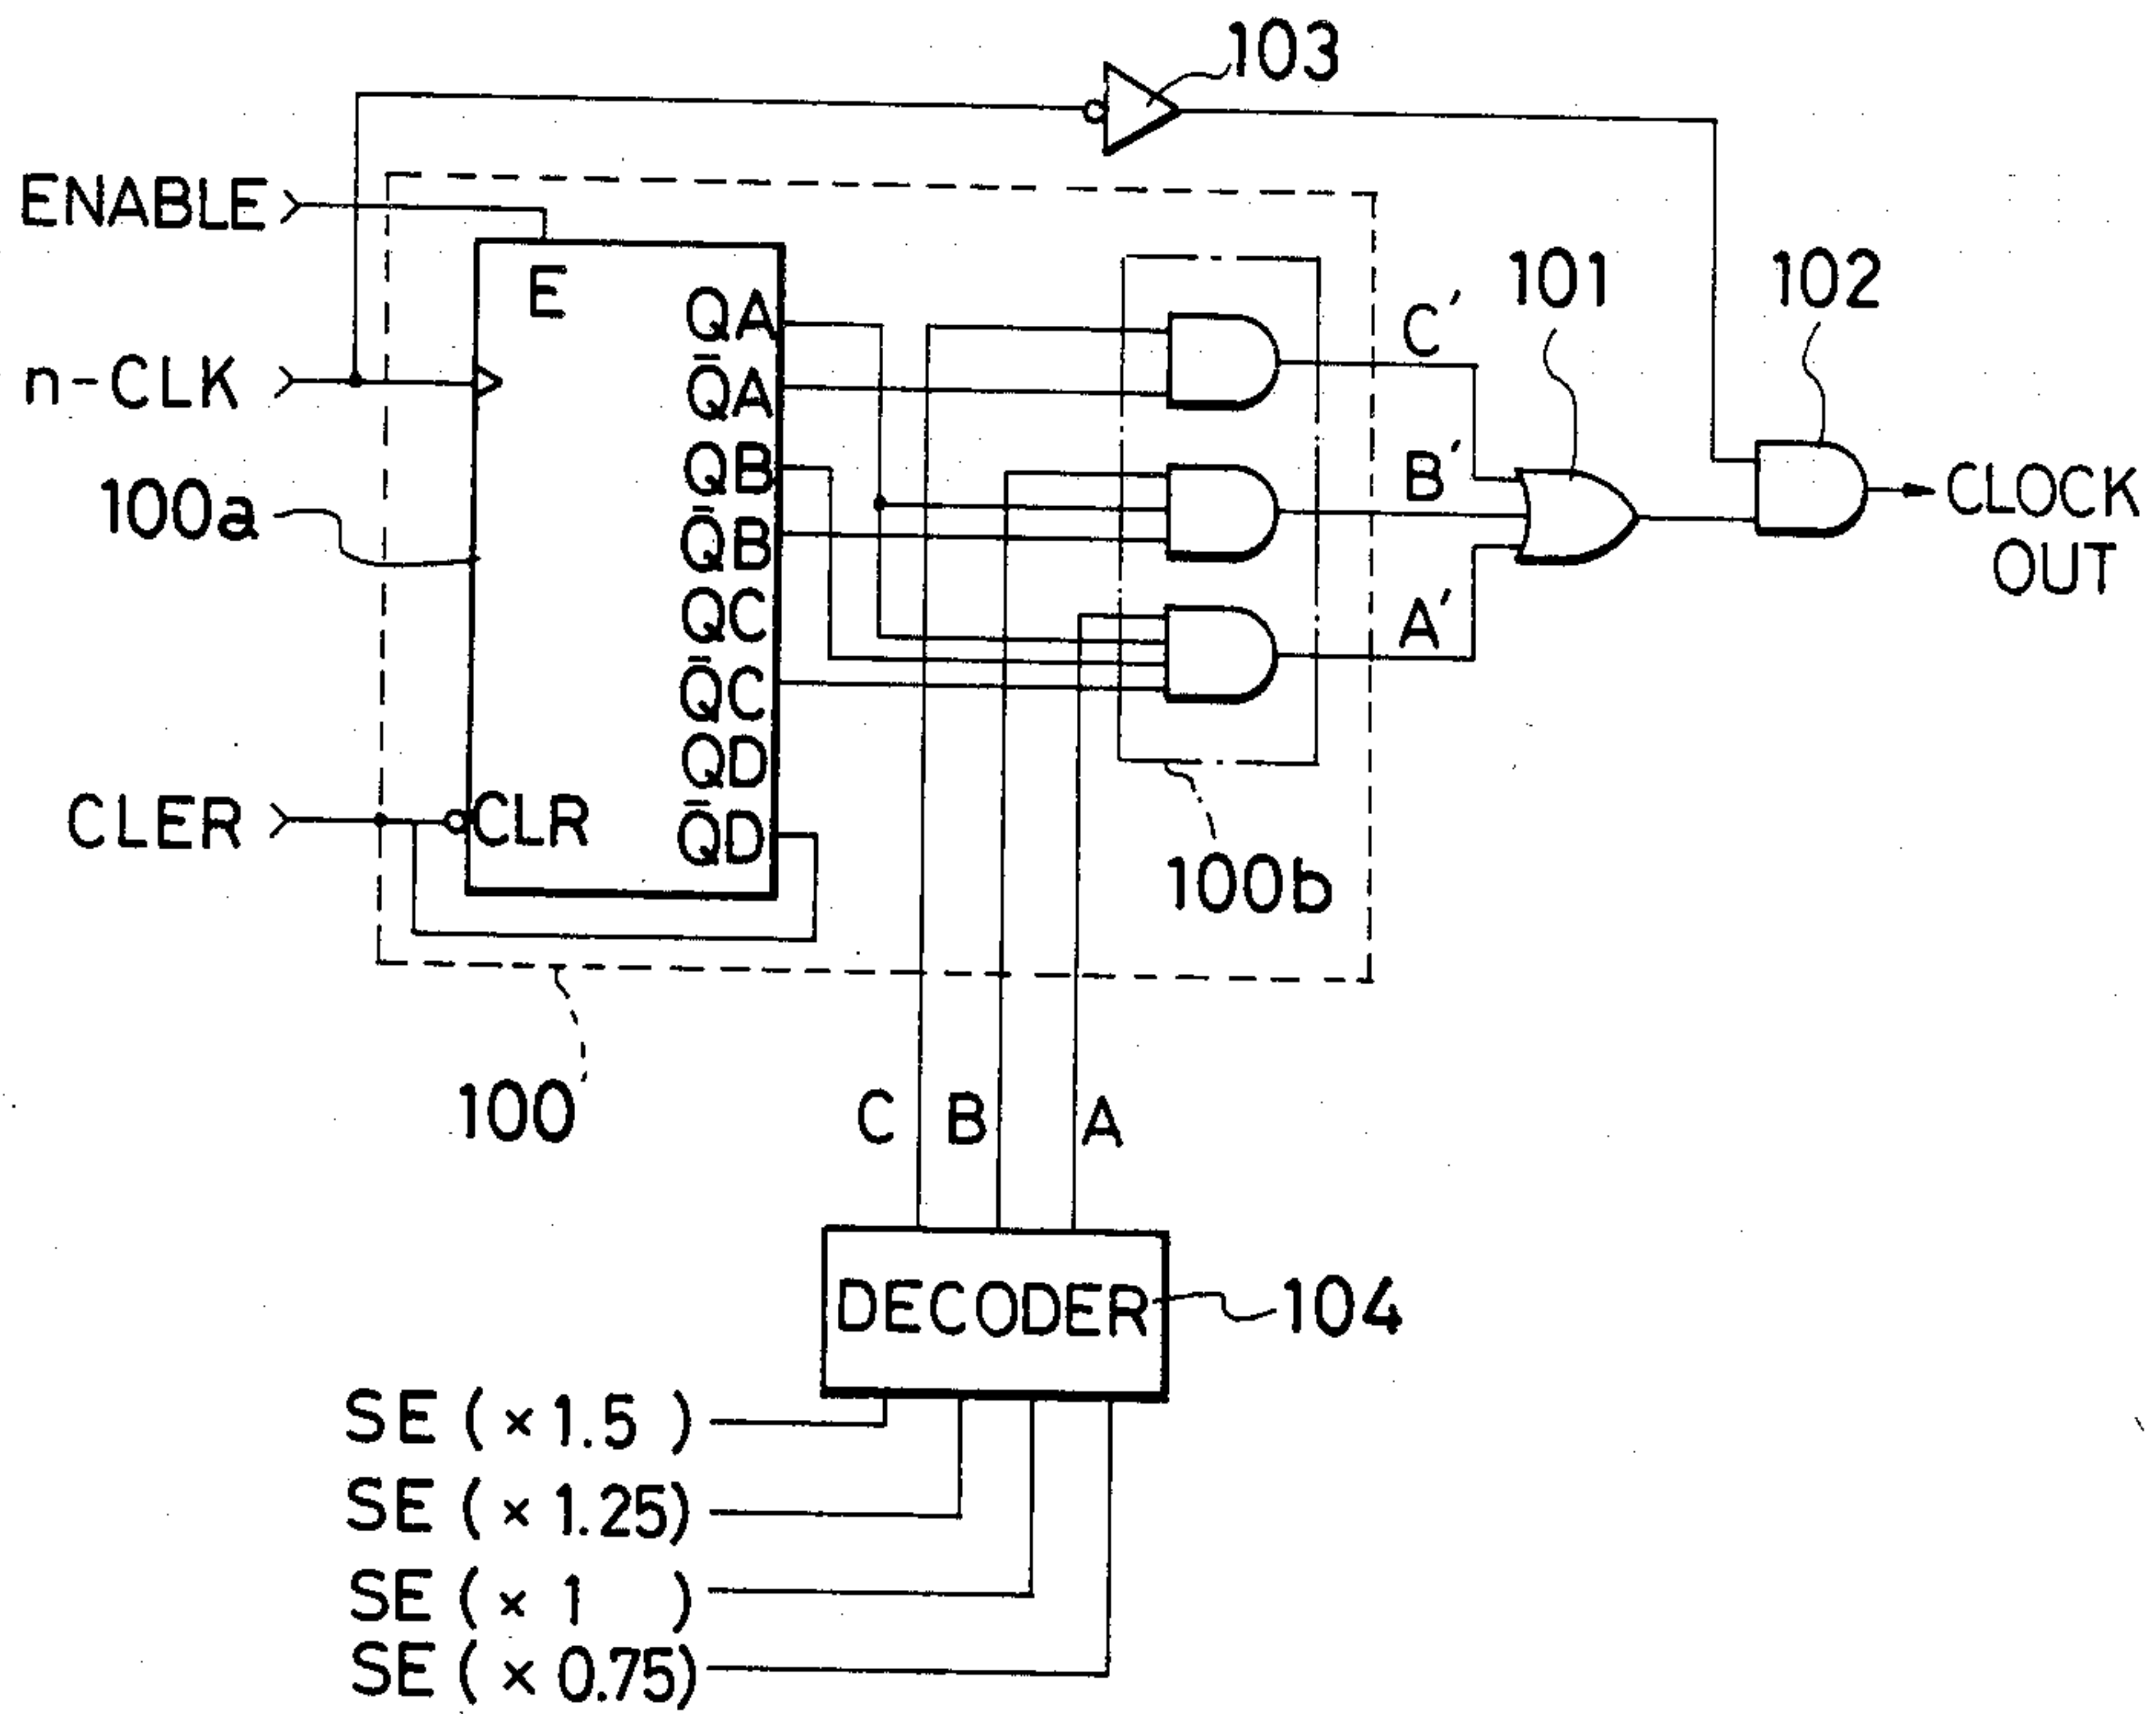 103
ENABLE
E
QA
Q̅A
QB
Q̅B
QC
Q̅C
QD
Q̅D
n-CLK
100a
CLER
CLR
C'
B'
A'
101
102
CLOCK
OUT
100b
100
C B A
DECODER
104
SE ( × 1.5 )
SE ( × 1.25)
SE ( × 1 )
SE ( × 0.75)